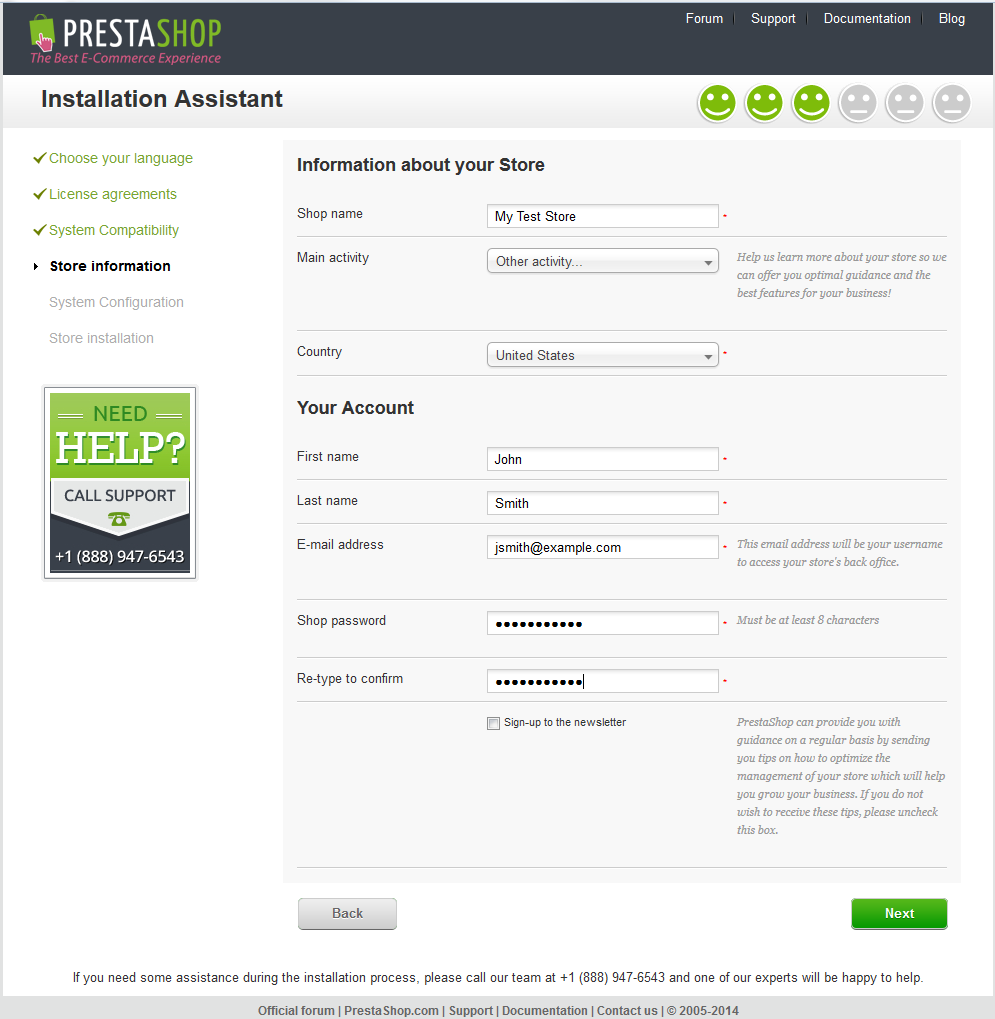 PRESTASHOP
The Best E-Commerce Experience
Forum
Support
Documentation
Blog
Installation Assistant
Choose your language
License agreements
System Compatibility
Store information
System Configuration
Store installation
NEED
HELP?
CALL SUPPORT
+1 (888) 947-6543
Information about your Store
Shop name
My Test Store
*
Main activity
Other activity...
Help us learn more about your store so we
can offer you optimal guidance and the
best features for your business!
Country
United States
*
Your Account
First name
John
*
Last name
Smith
*
E-mail address
jsmith@example.com
*
This email address will be your username
to access your store's back office.
Shop password
●●●●●●●●●●●
*
Must be at least 8 characters
Re-type to confirm
●●●●●●●●●●●
*
Sign-up to the newsletter
PrestaShop can provide you with
guidance on a regular basis by sending
you tips on how to optimize the
management of your store which will help
you grow your business. If you do not
wish to receive these tips, please uncheck
this box.
Back
Next
If you need some assistance during the installation process, please call our team at +1 (888) 947-6543 and one of our experts will be happy to help.
Official forum | PrestaShop.com | Support | Documentation | Contact us | © 2005-2014